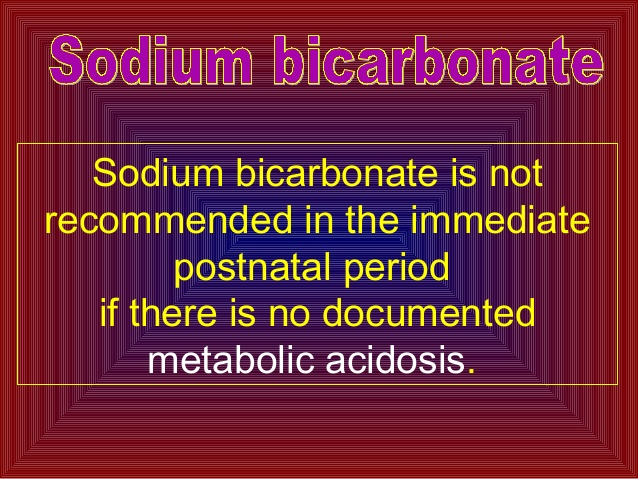 Sodium bicarbonate
Sodium bicarbonate is not
recommended in the immediate
postnatal period
if there is no documented
metabolic acidosis.